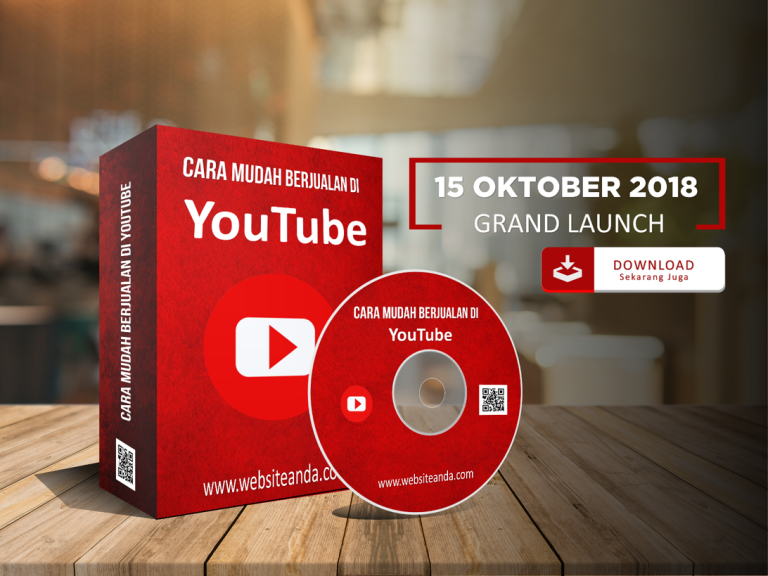 CARA MUDAH BERJUALAN DI YOUTUBE
CARA MUDAH BERJUALAN DI
YouTube
15 OKTOBER 2018
GRAND LAUNCH
DOWNLOAD
Sekarang Juga
CARA MUDAH BERJUALAN DI
YouTube
www.websiteanda.com
www.websiteanda.co